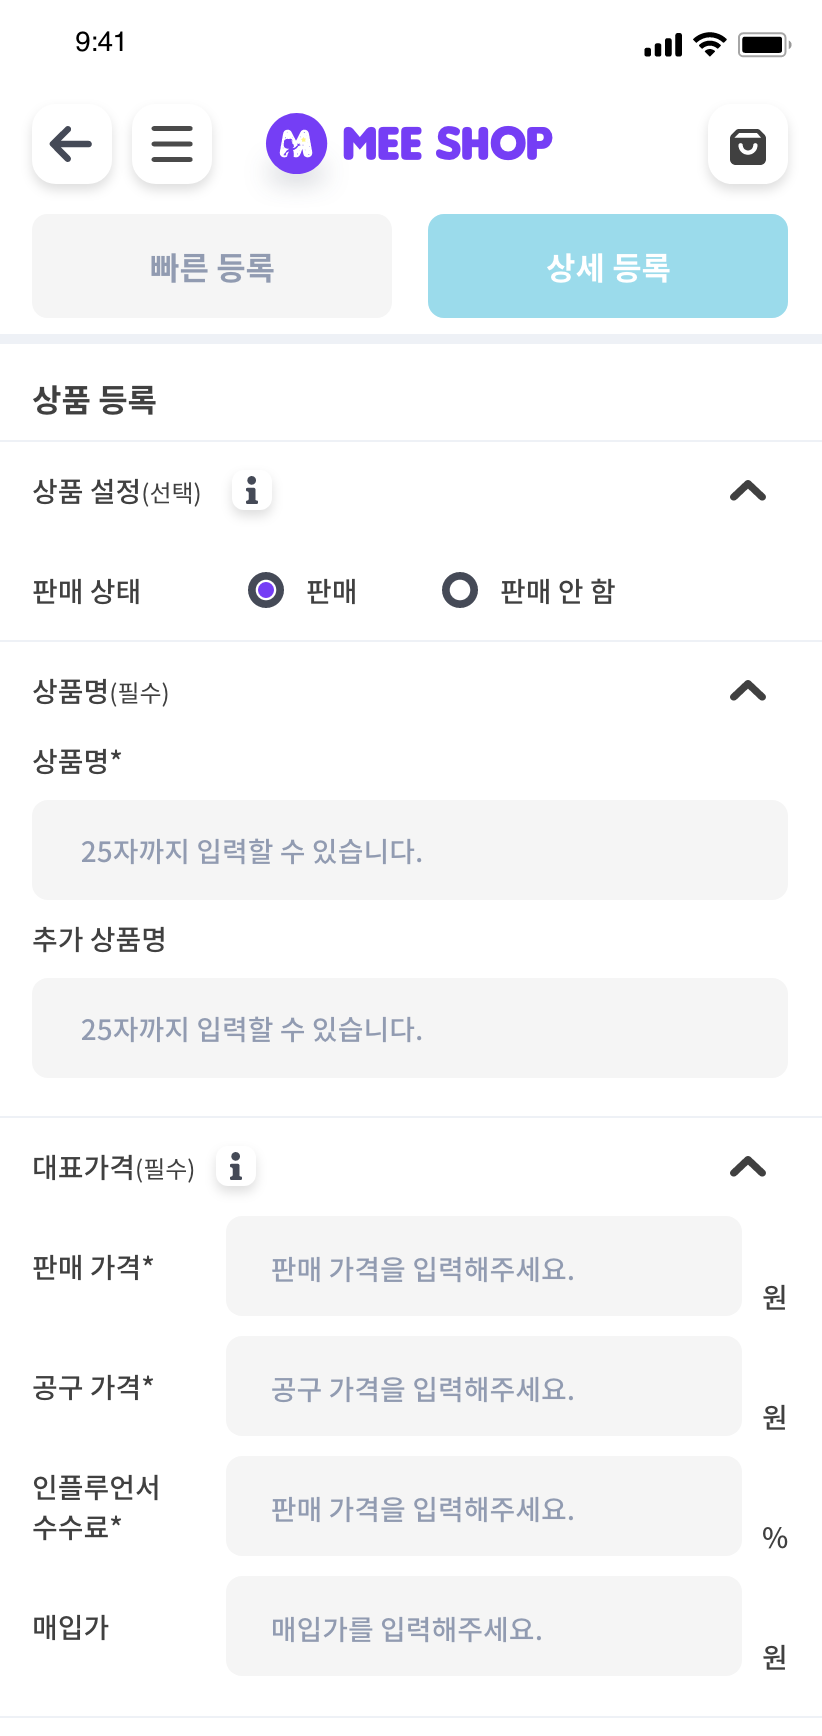 9:41
MEE SHOP
빠른 등록
상세 등록
상품 등록
상품 설정(선택)
판매 상태 판매 판매 안 함
상품명(필수)
상품명*
25자까지 입력할 수 있습니다.
추가 상품명
25자까지 입력할 수 있습니다.
대표가격(필수)
판매 가격* 판매 가격을 입력해주세요. 원
공구 가격* 공구 가격을 입력해주세요. 원
인플루언서
수수료* 판매 가격을 입력해주세요. %
매입가 매입가를 입력해주세요. 원